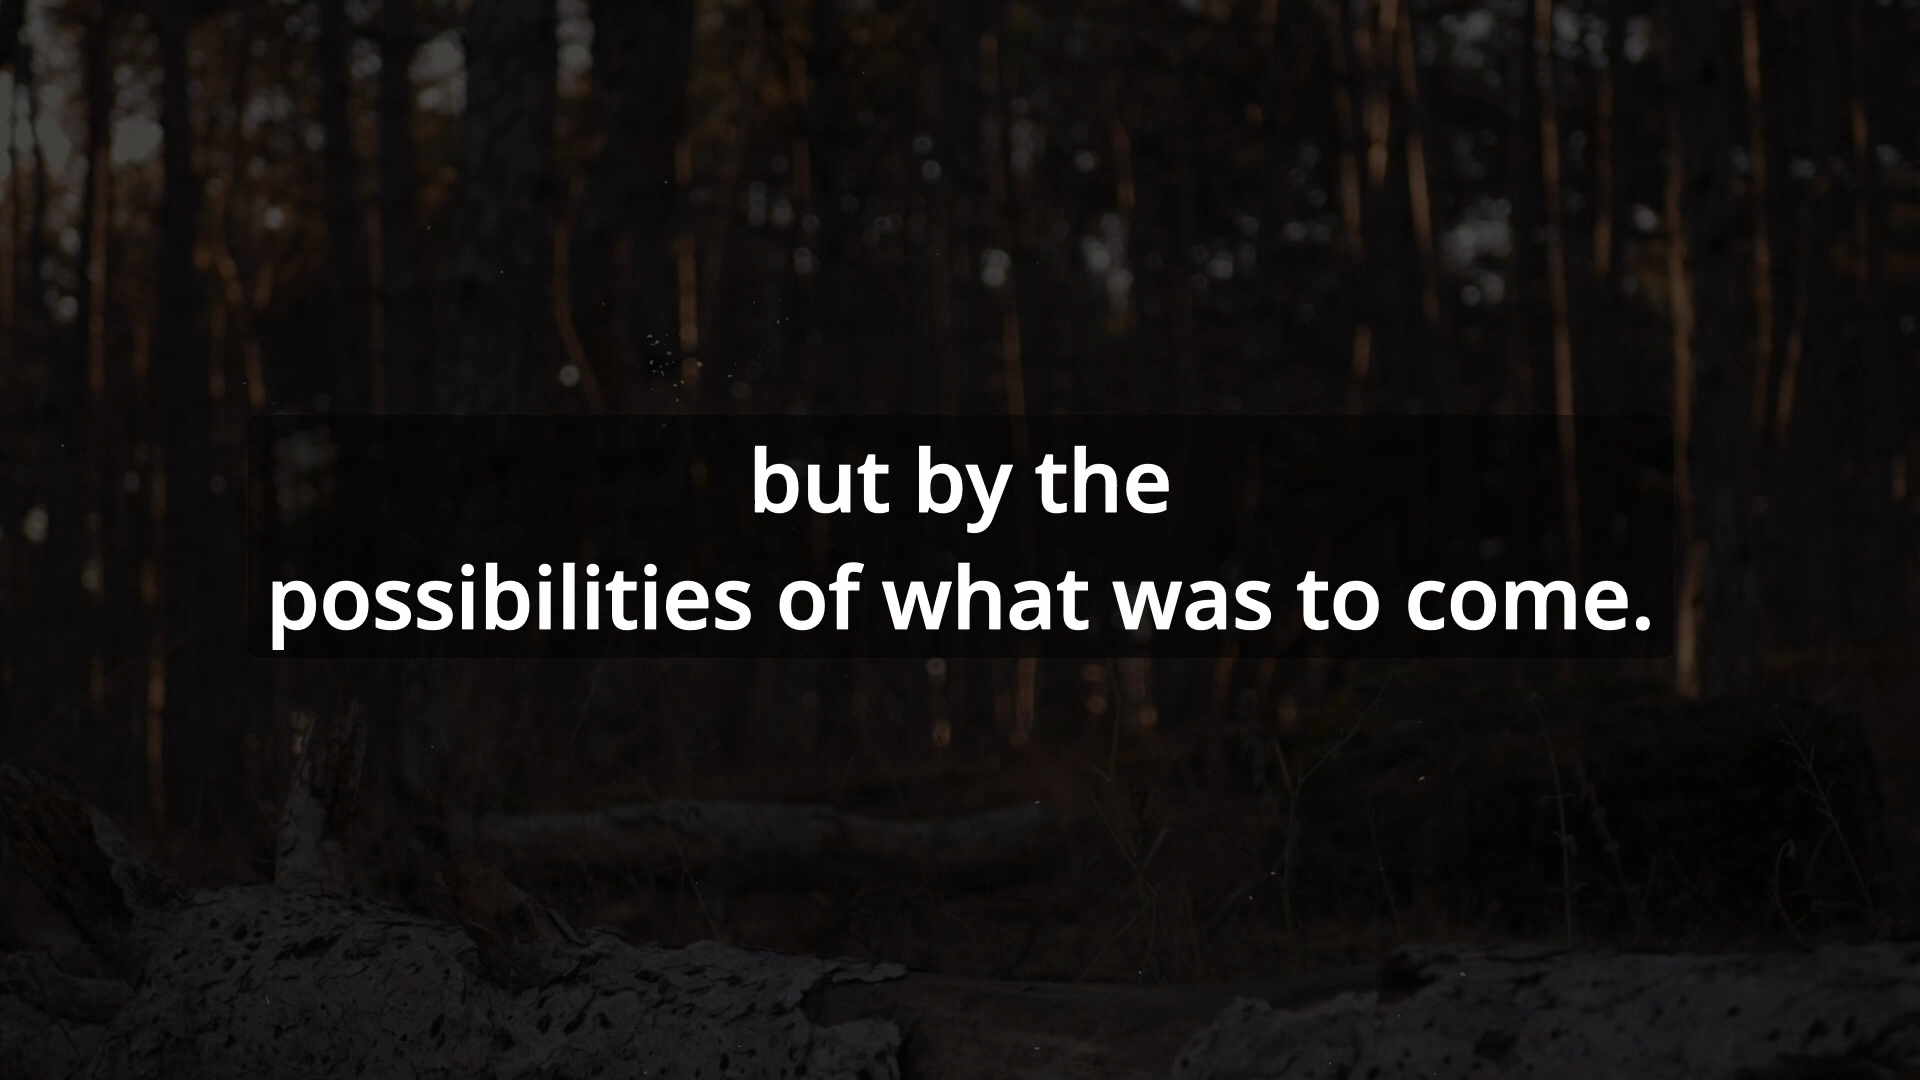 but by the
possibilities of what was to come.